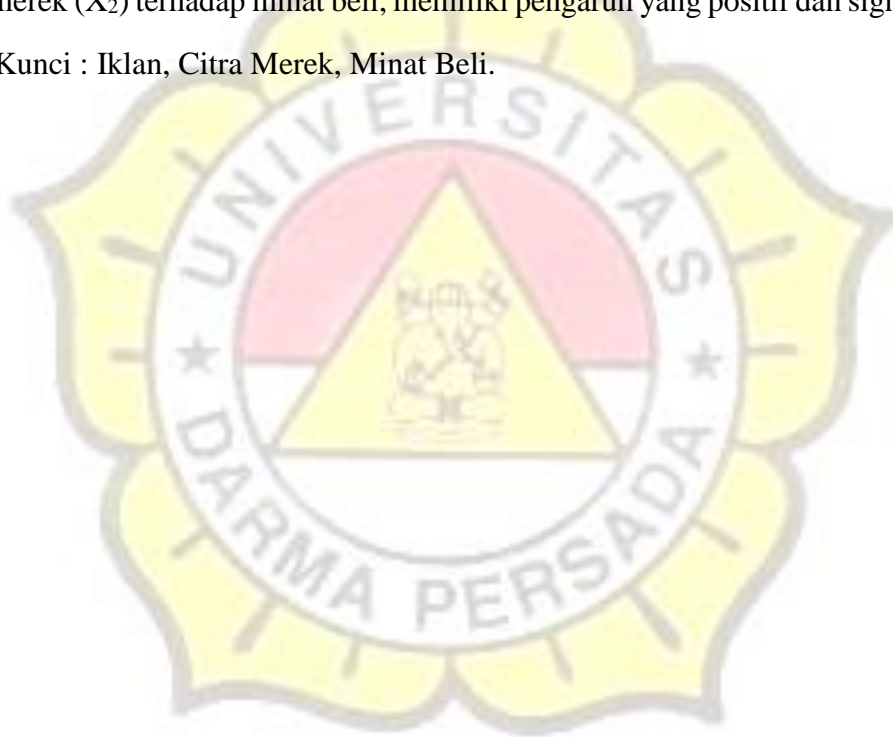 merek (X₂) terhadap minat beli, memiliki pengaruh yang positif dan sign
Kunci : Iklan, Citra Merek, Minat Beli.
UNIVERSITAS
DARMA PERSADA